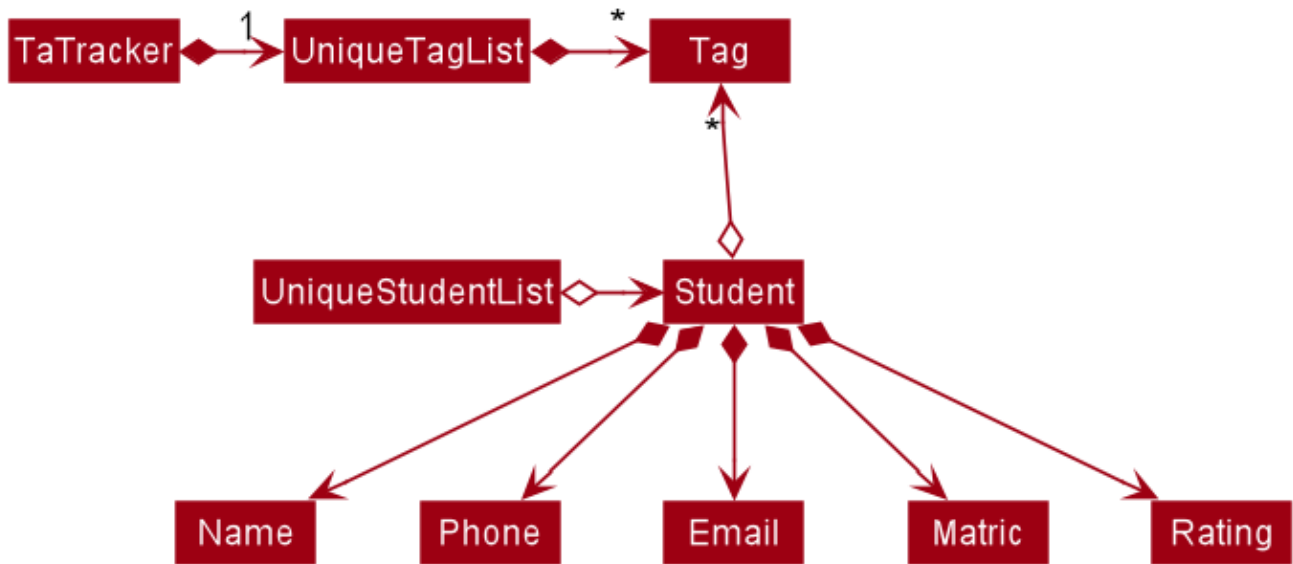 TaTracker
1
UniqueTagList
*
Tag
*
UniqueStudentList
Student
Name
Phone
Email
Matric
Rating